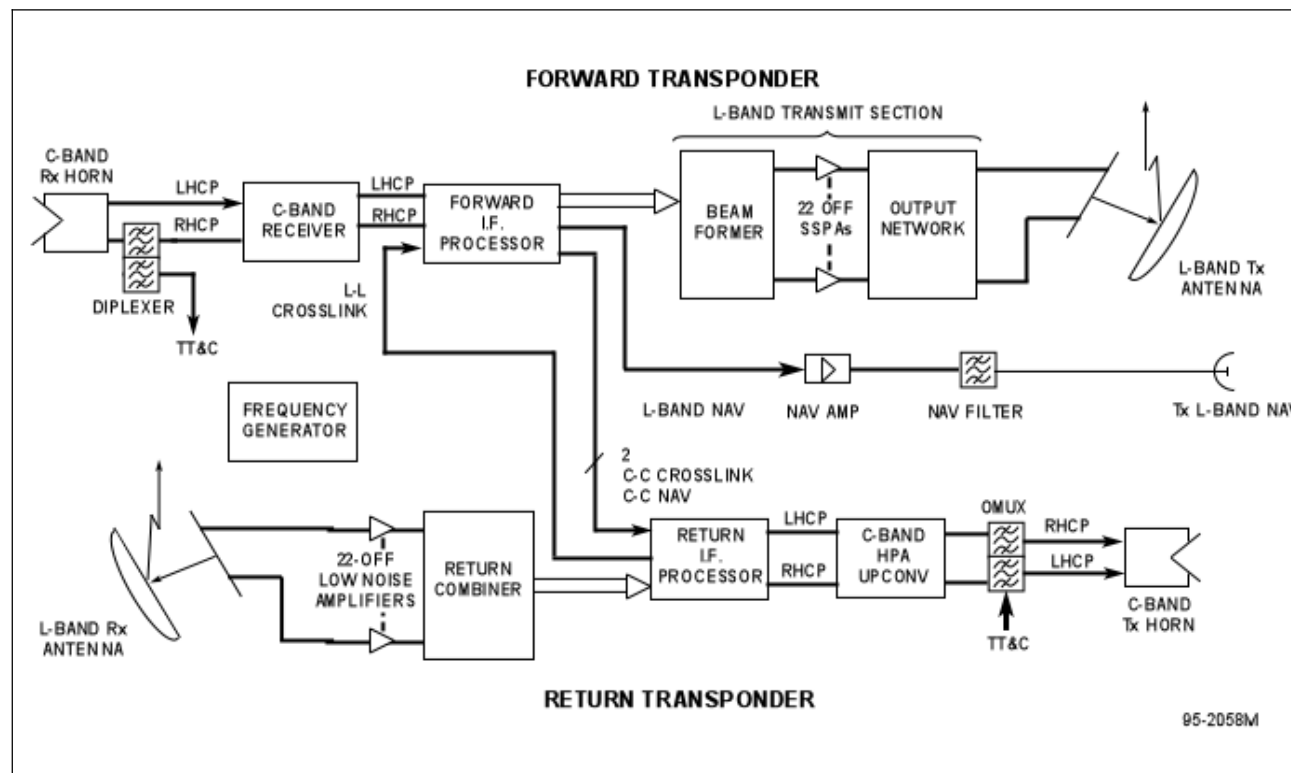 FORWARD TRANSPONDER
L-BAND TRANSMIT SECTION
C-BAND
Rx HORN
LHCP
RHCP
DIPLEXER
TT&C
C-BAND
RECEIVER
LHCP
RHCP
FORWARD
I.F.
PROCESSOR
L-L
CROSSLINK
BEAM
FORMER
22 OFF
SSPAs
OUTPUT
NETWORK
L-BAND Tx
ANTENNA
L-BAND NAV
NAV AMP
NAV FILTER
Tx L-BAND NAV
FREQUENCY
GENERATOR
2
C-C CROSSLINK
C-C NAV
L-BAND Rx
ANTENNA
22-OFF
LOW NOISE
AMPLIFIERS
RETURN
COMBINER
RETURN
I.F.
PROCESSOR
LHCP
RHCP
C-BAND
HPA
UPCONV
OMUX
RHCP
LHCP
TT&C
C-BAND
Tx HORN
RETURN TRANSPONDER
95-2058M